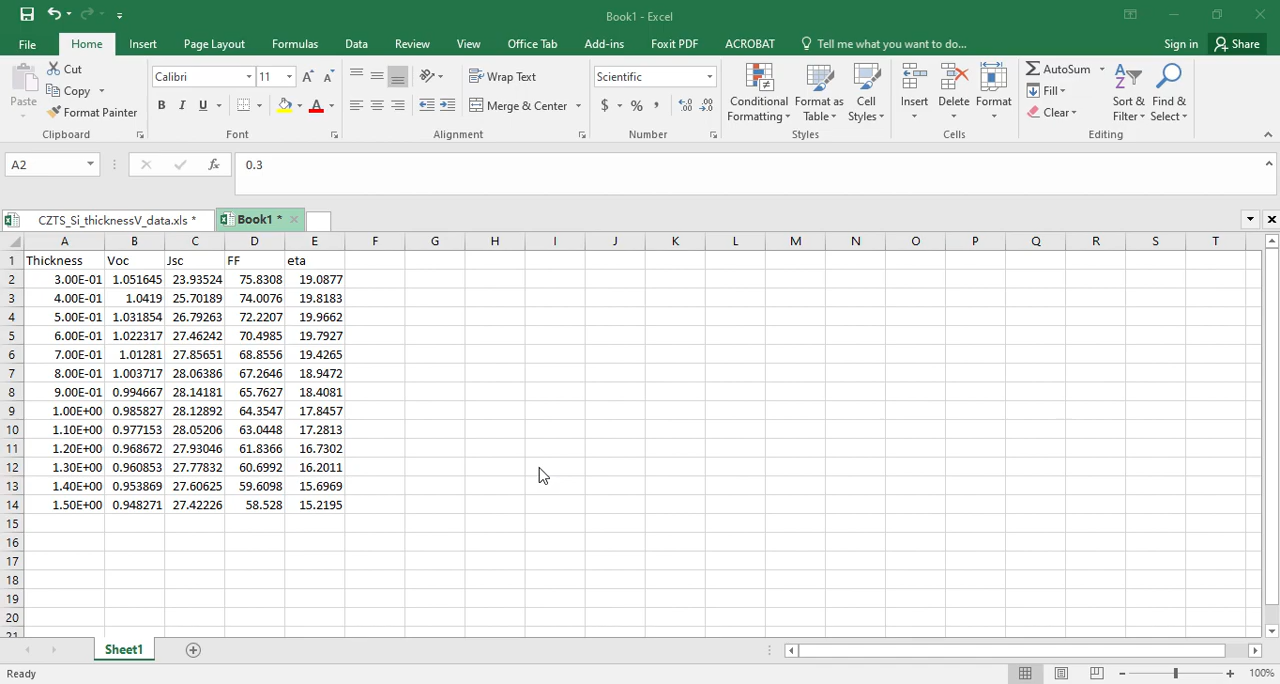 Book1 - Excel
File Home Insert Page Layout Formulas Data Review View Office Tab Add-ins Foxit PDF ACROBAT Tell me what you want to do... Sign in Share
Paste Cut Copy Format Painter Clipboard
Calibri 11 B I U A Font
Wrap Text Merge & Center Alignment
Scientific $ % , Number
Conditional Formatting Format as Table Cell Styles Styles
Insert Delete Format Cells
AutoSum Fill Clear Sort & Filter Find & Select Editing
A2 fx 0.3
CZTS_Si_thicknessV_data.xls * Book1 *
A B C D E F G H I J K L M N O P Q R S T
1 Thickness Voc Jsc FF eta
2 3.00E-01 1.051645 23.93524 75.8308 19.0877
3 4.00E-01 1.0419 25.70189 74.0076 19.8183
4 5.00E-01 1.031854 26.79263 72.2207 19.9662
5 6.00E-01 1.022317 27.46242 70.4985 19.7927
6 7.00E-01 1.01281 27.85651 68.8556 19.4265
7 8.00E-01 1.003717 28.06386 67.2646 18.9472
8 9.00E-01 0.994667 28.14181 65.7627 18.4081
9 1.00E+00 0.985827 28.12892 64.3547 17.8457
10 1.10E+00 0.977153 28.05206 63.0448 17.2813
11 1.20E+00 0.968672 27.93046 61.8366 16.7302
12 1.30E+00 0.960853 27.77832 60.6992 16.2011
13 1.40E+00 0.953869 27.60625 59.6098 15.6969
14 1.50E+00 0.948271 27.42226 58.528 15.2195
15
16
17
18
19
20
21
Sheet1
Ready 100%